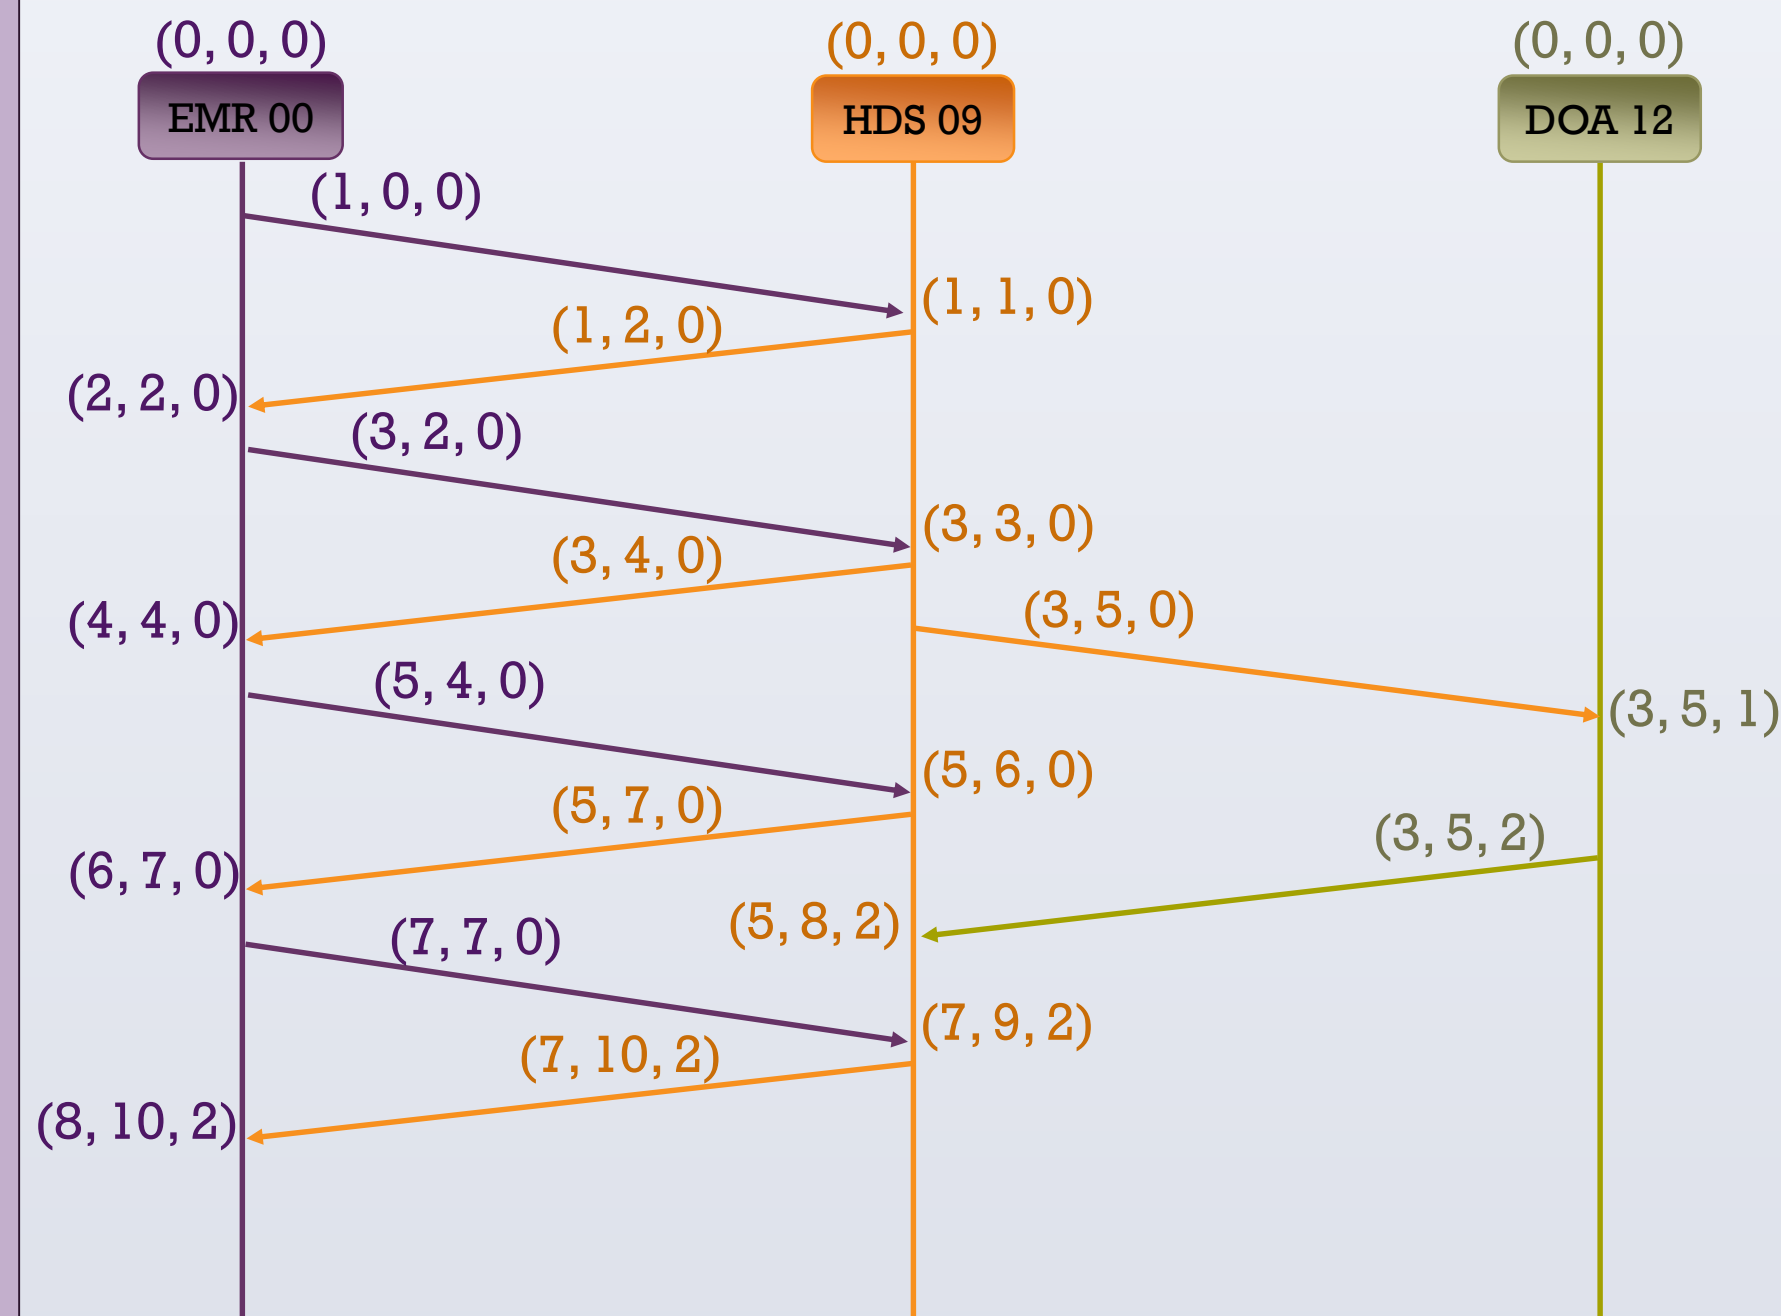 (0, 0, 0)
(0, 0, 0)
(0, 0, 0)
EMR 00
HDS 09
DOA 12
(1, 0, 0)
(1, 1, 0)
(1, 2, 0)
(2, 2, 0)
(3, 2, 0)
(3, 3, 0)
(3, 4, 0)
(3, 5, 0)
(4, 4, 0)
(5, 4, 0)
(3, 5, 1)
(5, 6, 0)
(5, 7, 0)
(3, 5, 2)
(6, 7, 0)
(5, 8, 2)
(7, 7, 0)
(7, 9, 2)
(7, 10, 2)
(8, 10, 2)